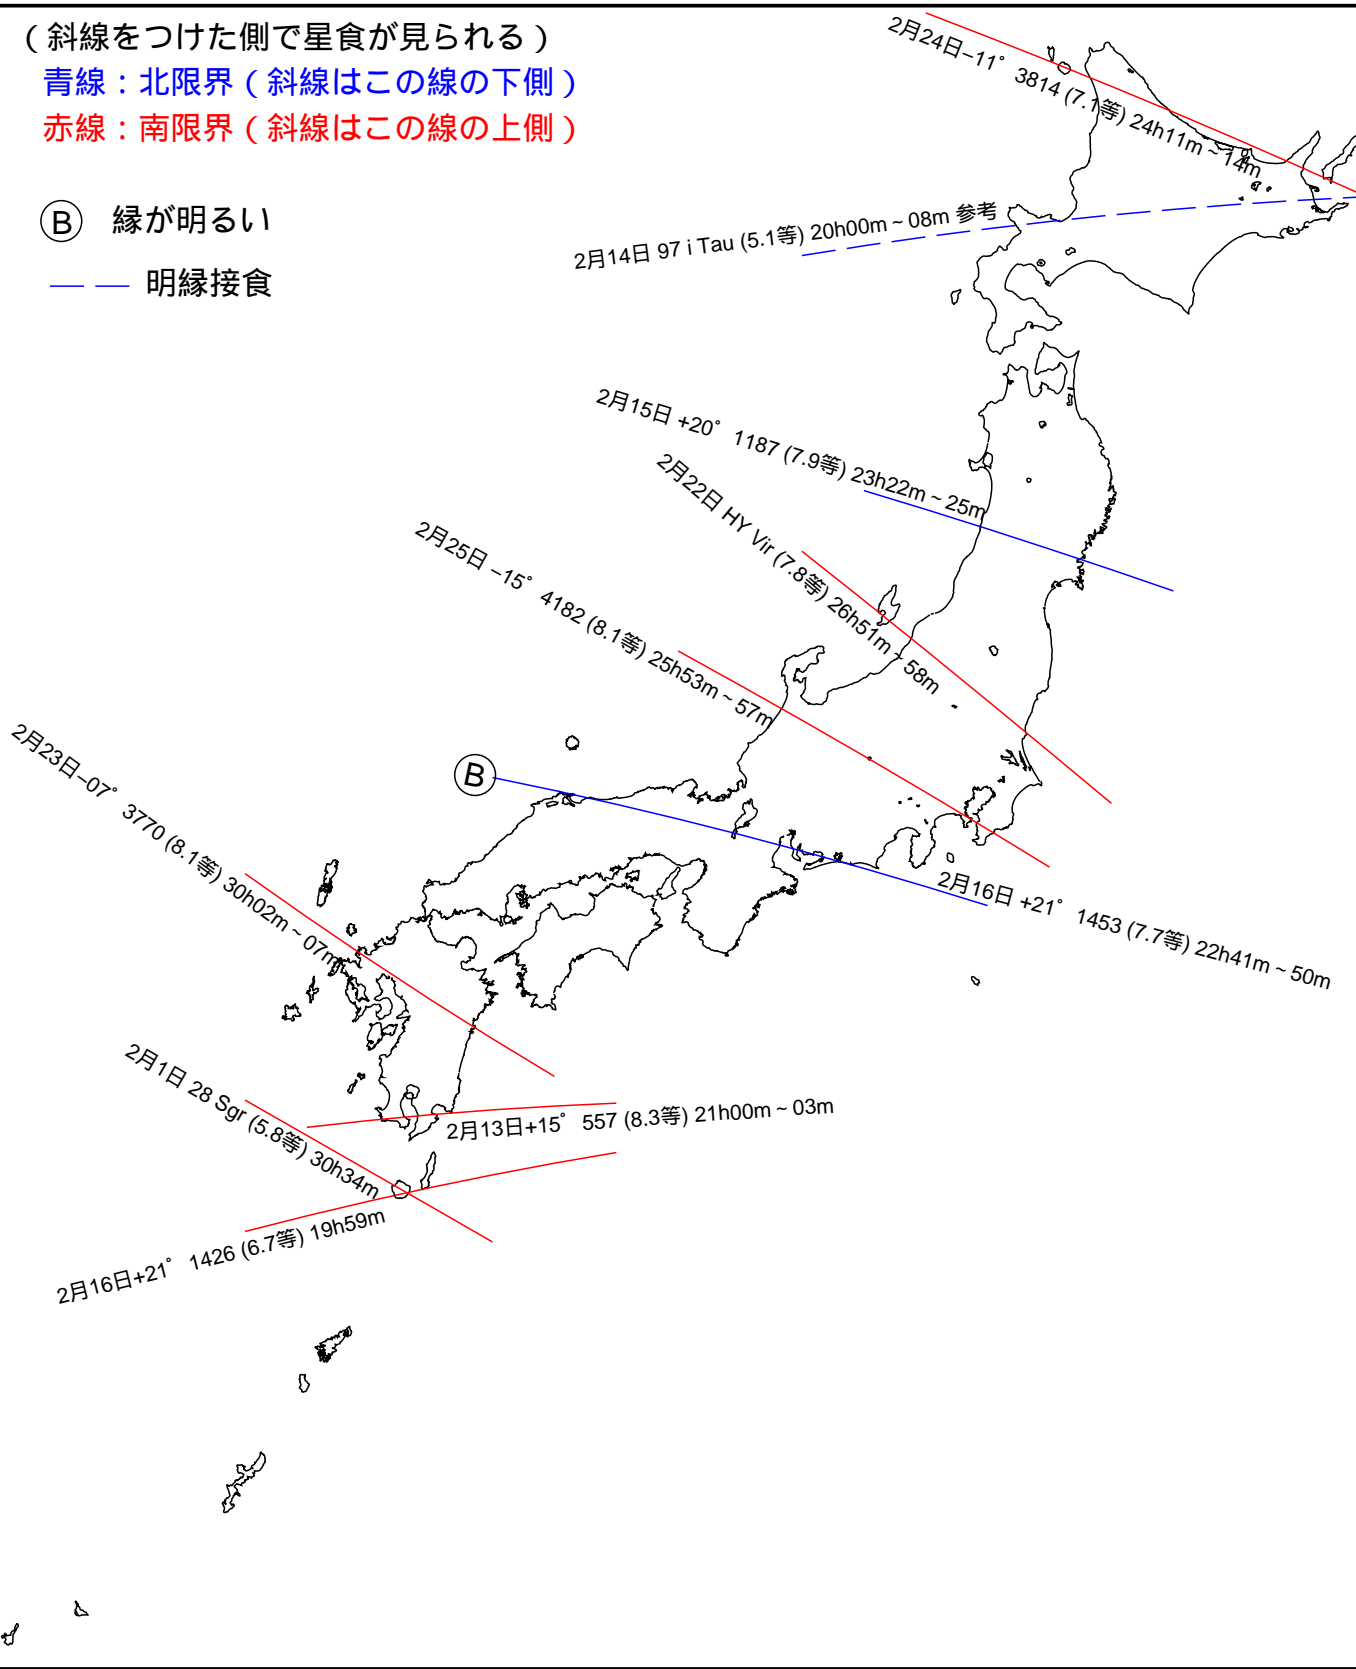 （斜線をつけた側で星食が見られる）
青線：北限界（斜線はこの線の下側）
赤線：南限界（斜線はこの線の上側）
B 縁が明るい
明縁接食
2月24日−11° 3814 (7.1等) 24h11m ~ 14m
2月14日 97 i Tau (5.1等) 20h00m ~ 08m 参考
2月15日 +20° 1187 (7.9等) 23h22m ~ 25m
2月22日 HY Vir (7.8等) 26h51m ~ 58m
2月25日 −15° 4182 (8.1等) 25h53m ~ 57m
2月23日−07° 3770 (8.1等) 30h02m ~ 07m
B
2月16日 +21° 1453 (7.7等) 22h41m ~ 50m
2月1日 28 Sgr (5.8等) 30h34m
2月13日+15° 557 (8.3等) 21h00m ~ 03m
2月16日+21° 1426 (6.7等) 19h59m